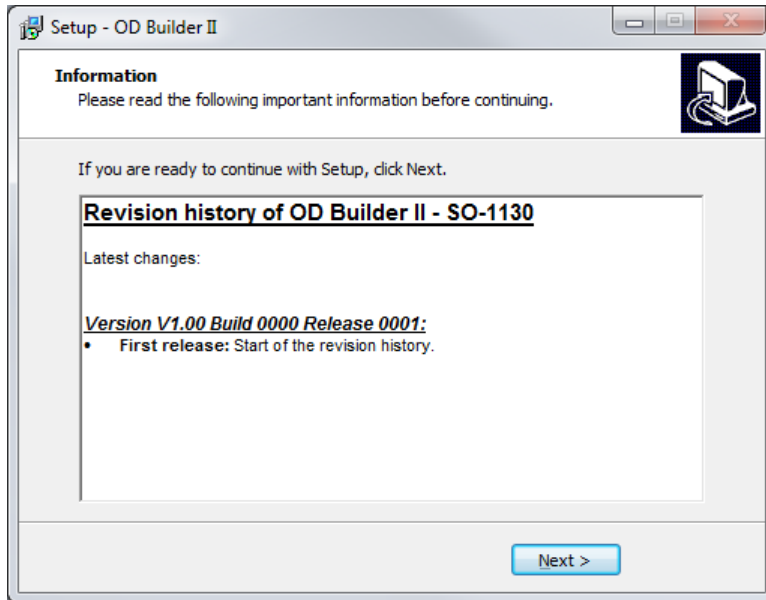 Setup - OD Builder II
Information
Please read the following important information before continuing.
If you are ready to continue with Setup, click Next.
Revision history of OD Builder II - SO-1130
Latest changes:
Version V1.00 Build 0000 Release 0001:
• First release: Start of the revision history.
Next >